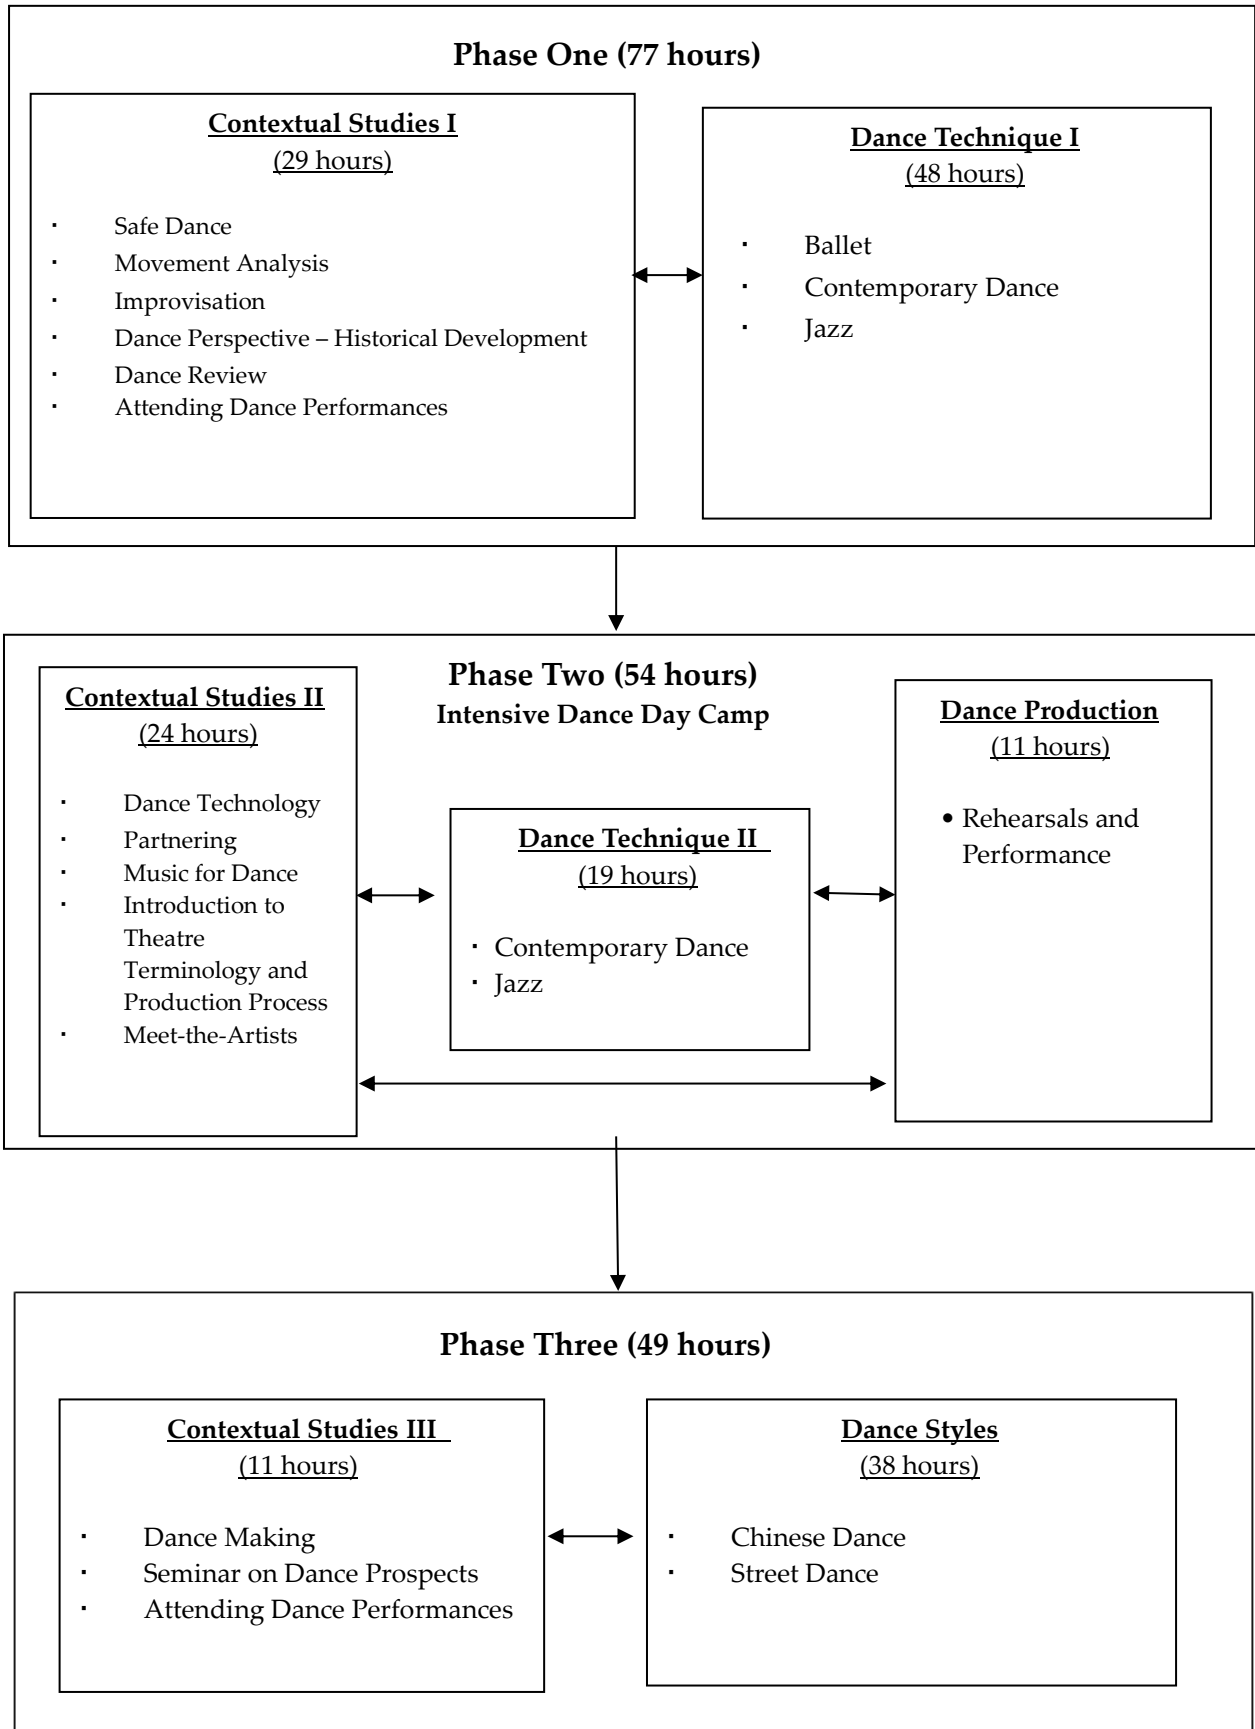 Phase One (77 hours)
Contextual Studies I
(29 hours)
▪ Safe Dance
▪ Movement Analysis
▪ Improvisation
▪ Dance Perspective – Historical Development
▪ Dance Review
▪ Attending Dance Performances
Dance Technique I
(48 hours)
▪ Ballet
▪ Contemporary Dance
▪ Jazz
Phase Two (54 hours)
Intensive Dance Day Camp
Contextual Studies II
(24 hours)
▪ Dance Technology
▪ Partnering
▪ Music for Dance
▪ Introduction to
Theatre
Terminology and
Production Process
▪ Meet-the-Artists
Dance Technique II
(19 hours)
▪ Contemporary Dance
▪ Jazz
Dance Production
(11 hours)
• Rehearsals and
Performance
Phase Three (49 hours)
Contextual Studies III
(11 hours)
▪ Dance Making
▪ Seminar on Dance Prospects
▪ Attending Dance Performances
Dance Styles
(38 hours)
▪ Chinese Dance
▪ Street Dance